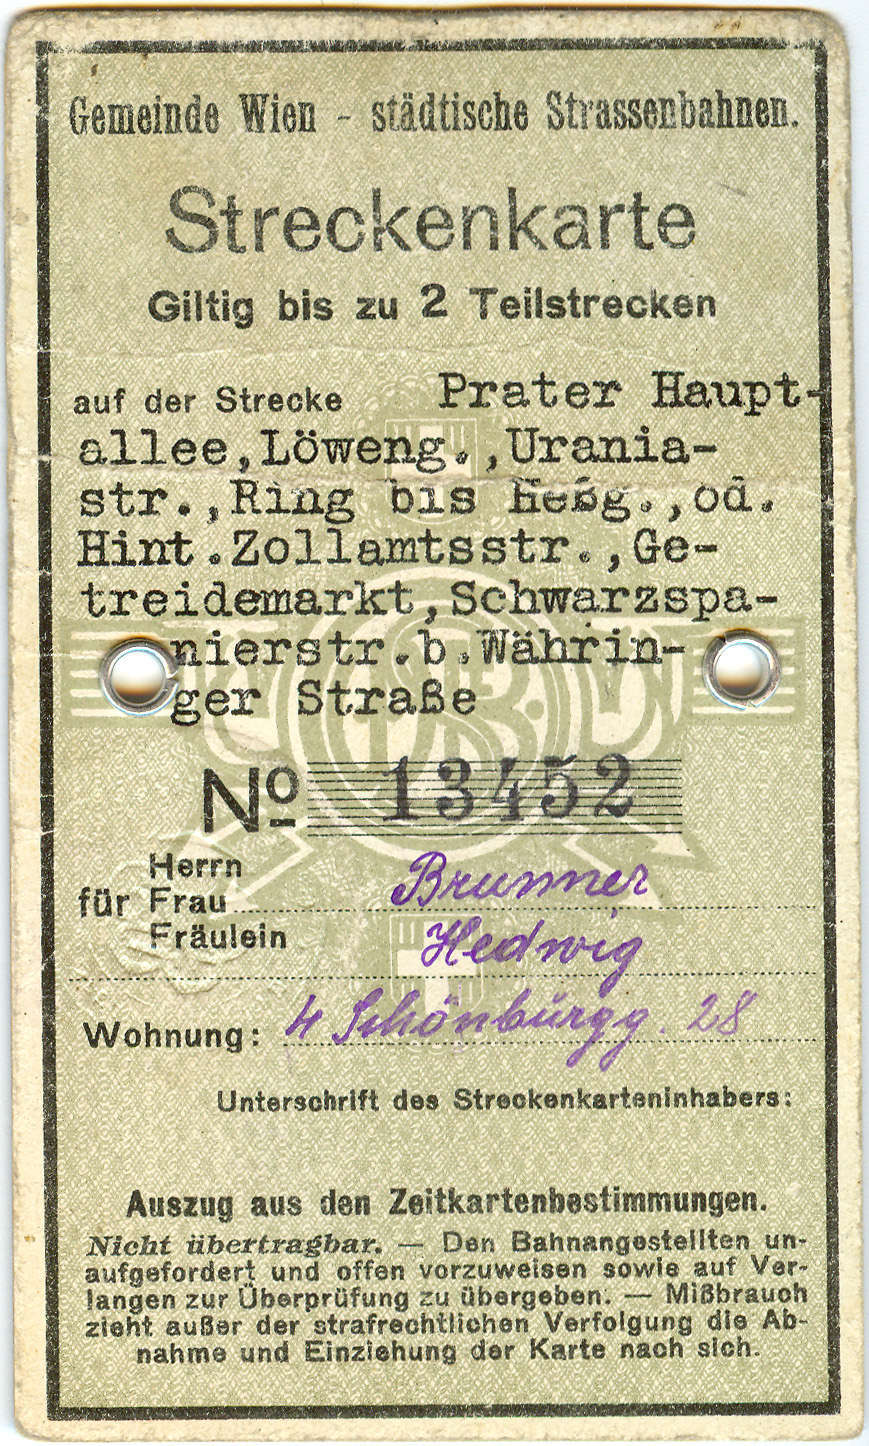 Gemeinde Wien - städtische Strassenbahnen.
Streckenkarte
Giltig bis zu 2 Teilstrecken
auf der Strecke Prater Haupt-
allee,Löweng.,Urania-
str.,Ring bis Heßg.,od.
Hint.Zollamtsstr.,Ge-
treidemarkt,Schwarzspa-
nierstr.b.Währin-
ger Straße
No 13452
Herrn
für Frau Brunner
Fräulein Hedwig
Wohnung: 4 Schönburgg. 28
Unterschrift des Streckenkarteninhabers:
Auszug aus den Zeitkartenbestimmungen.
Nicht übertragbar. — Den Bahnangestellten un-
aufgefordert und offen vorzuweisen sowie auf Ver-
langen zur Überprüfung zu übergeben. — Mißbrauch
zieht außer der strafrechtlichen Verfolgung die Ab-
nahme und Einziehung der Karte nach sich.